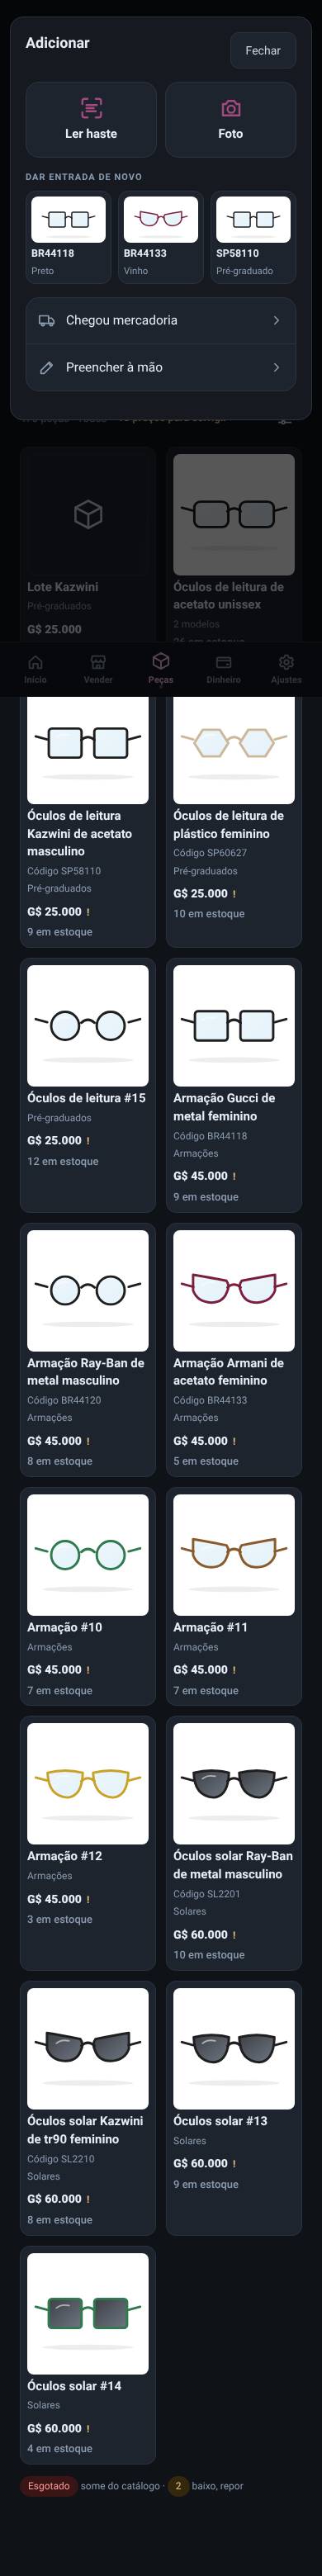 Adicionar
Fechar
Ler haste
Foto
DAR ENTRADA DE NOVO
BR44118
Preto
BR44133
Vinho
SP58110
Pré-graduado
Chegou mercadoria
Preencher à mão
Lote Kazwini
Pré-graduados
G$ 25.000
Óculos de leitura de
acetato unissex
2 modelos
Início
Vender
Peças
Dinheiro
Ajustes
Óculos de leitura
Kazwini de acetato
masculino
Código SP58110
Pré-graduados
G$ 25.000 !
9 em estoque
Óculos de leitura de
plástico feminino
Código SP60627
Pré-graduados
G$ 25.000 !
10 em estoque
Óculos de leitura #15
Pré-graduados
G$ 25.000 !
12 em estoque
Armação Gucci de
metal feminino
Código BR44118
Armações
G$ 45.000 !
9 em estoque
Armação Ray-Ban de
metal masculino
Código BR44120
Armações
G$ 45.000 !
8 em estoque
Armação Armani de
acetato feminino
Código BR44133
Armações
G$ 45.000 !
5 em estoque
Armação #10
Armações
G$ 45.000 !
7 em estoque
Armação #11
Armações
G$ 45.000 !
7 em estoque
Armação #12
Armações
G$ 45.000 !
3 em estoque
Óculos solar Ray-Ban
de metal masculino
Código SL2201
Solares
G$ 60.000 !
10 em estoque
Óculos solar Kazwini
de tr90 feminino
Código SL2210
Solares
G$ 60.000 !
8 em estoque
Óculos solar #13
Solares
G$ 60.000 !
9 em estoque
Óculos solar #14
Solares
G$ 60.000 !
4 em estoque
Esgotado some do catálogo · 2 baixo, repor